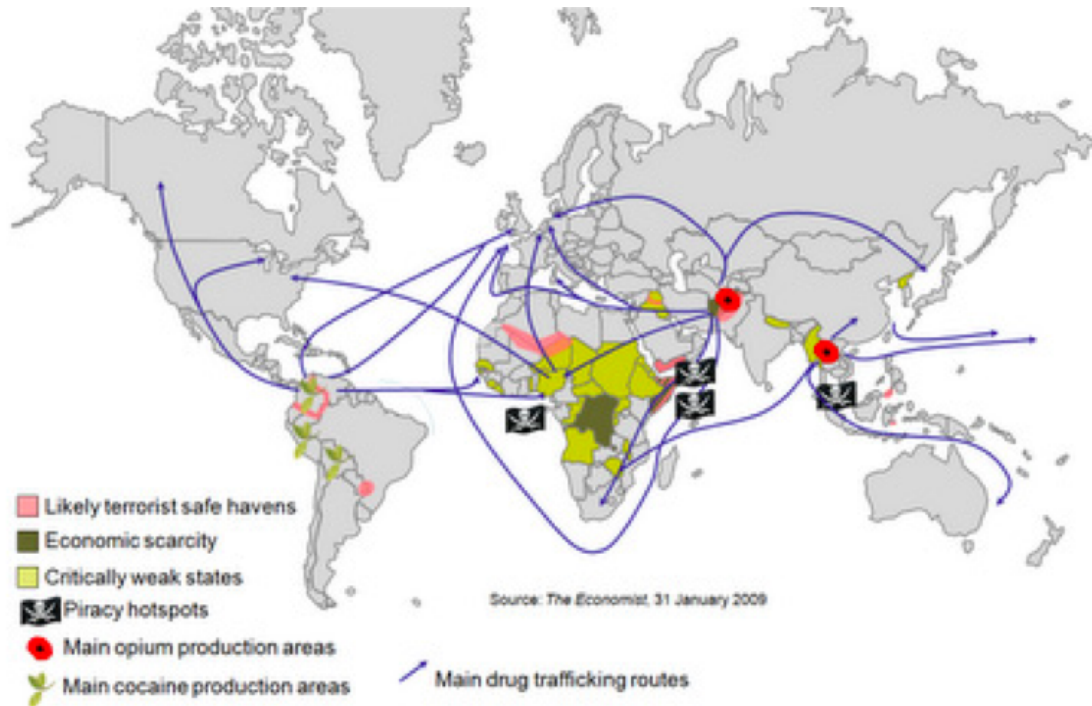 Likely terrorist safe havens
Economic scarcity
Critically weak states
Piracy hotspots
Source: The Economist, 31 January 2009
Main opium production areas
Main cocaine production areas
Main drug trafficking routes